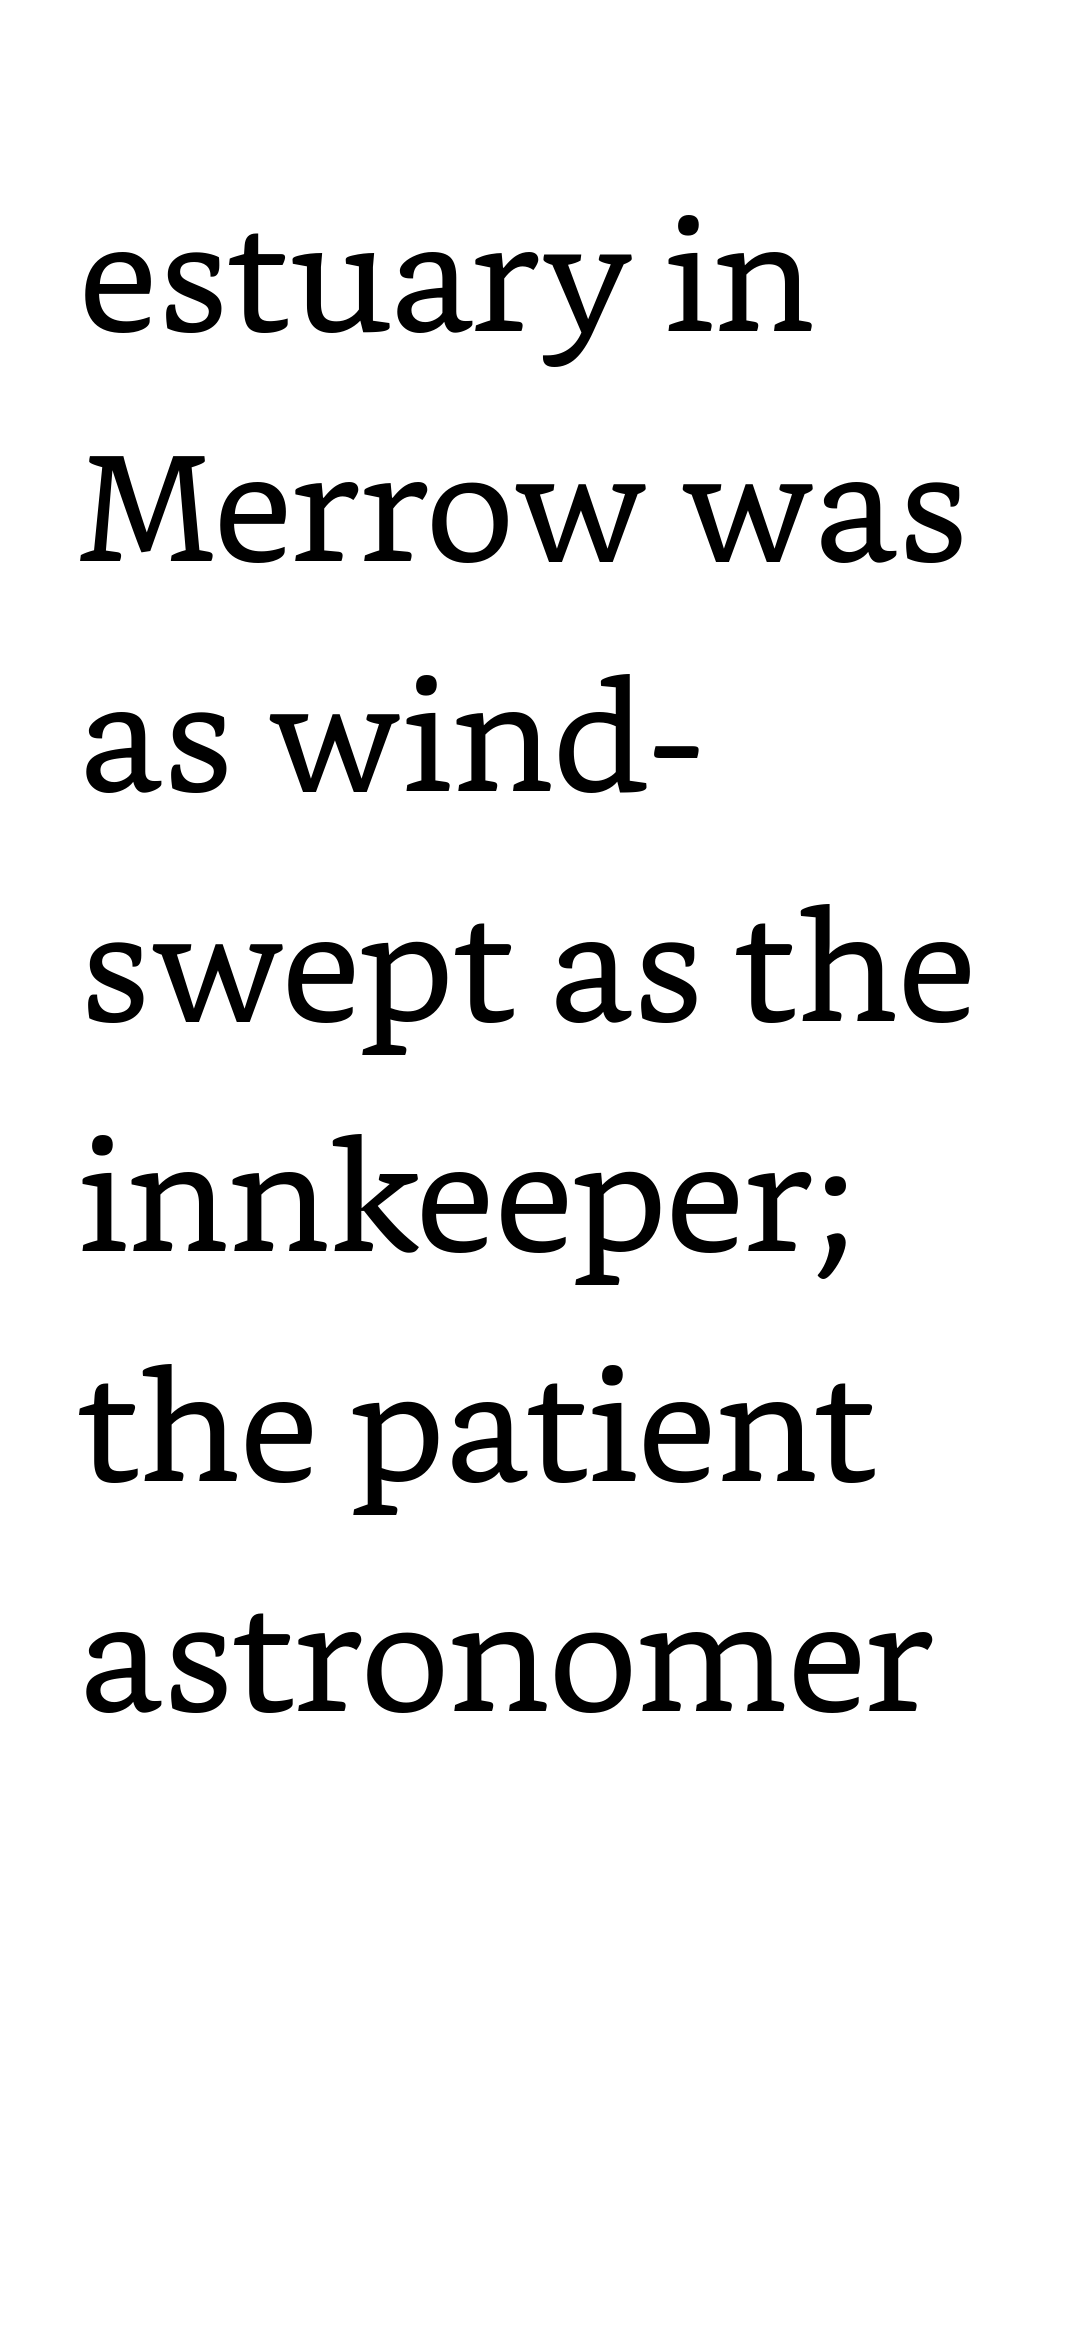 estuary in
Merrow was
as wind-
swept as the
innkeeper;
the patient
astronomer